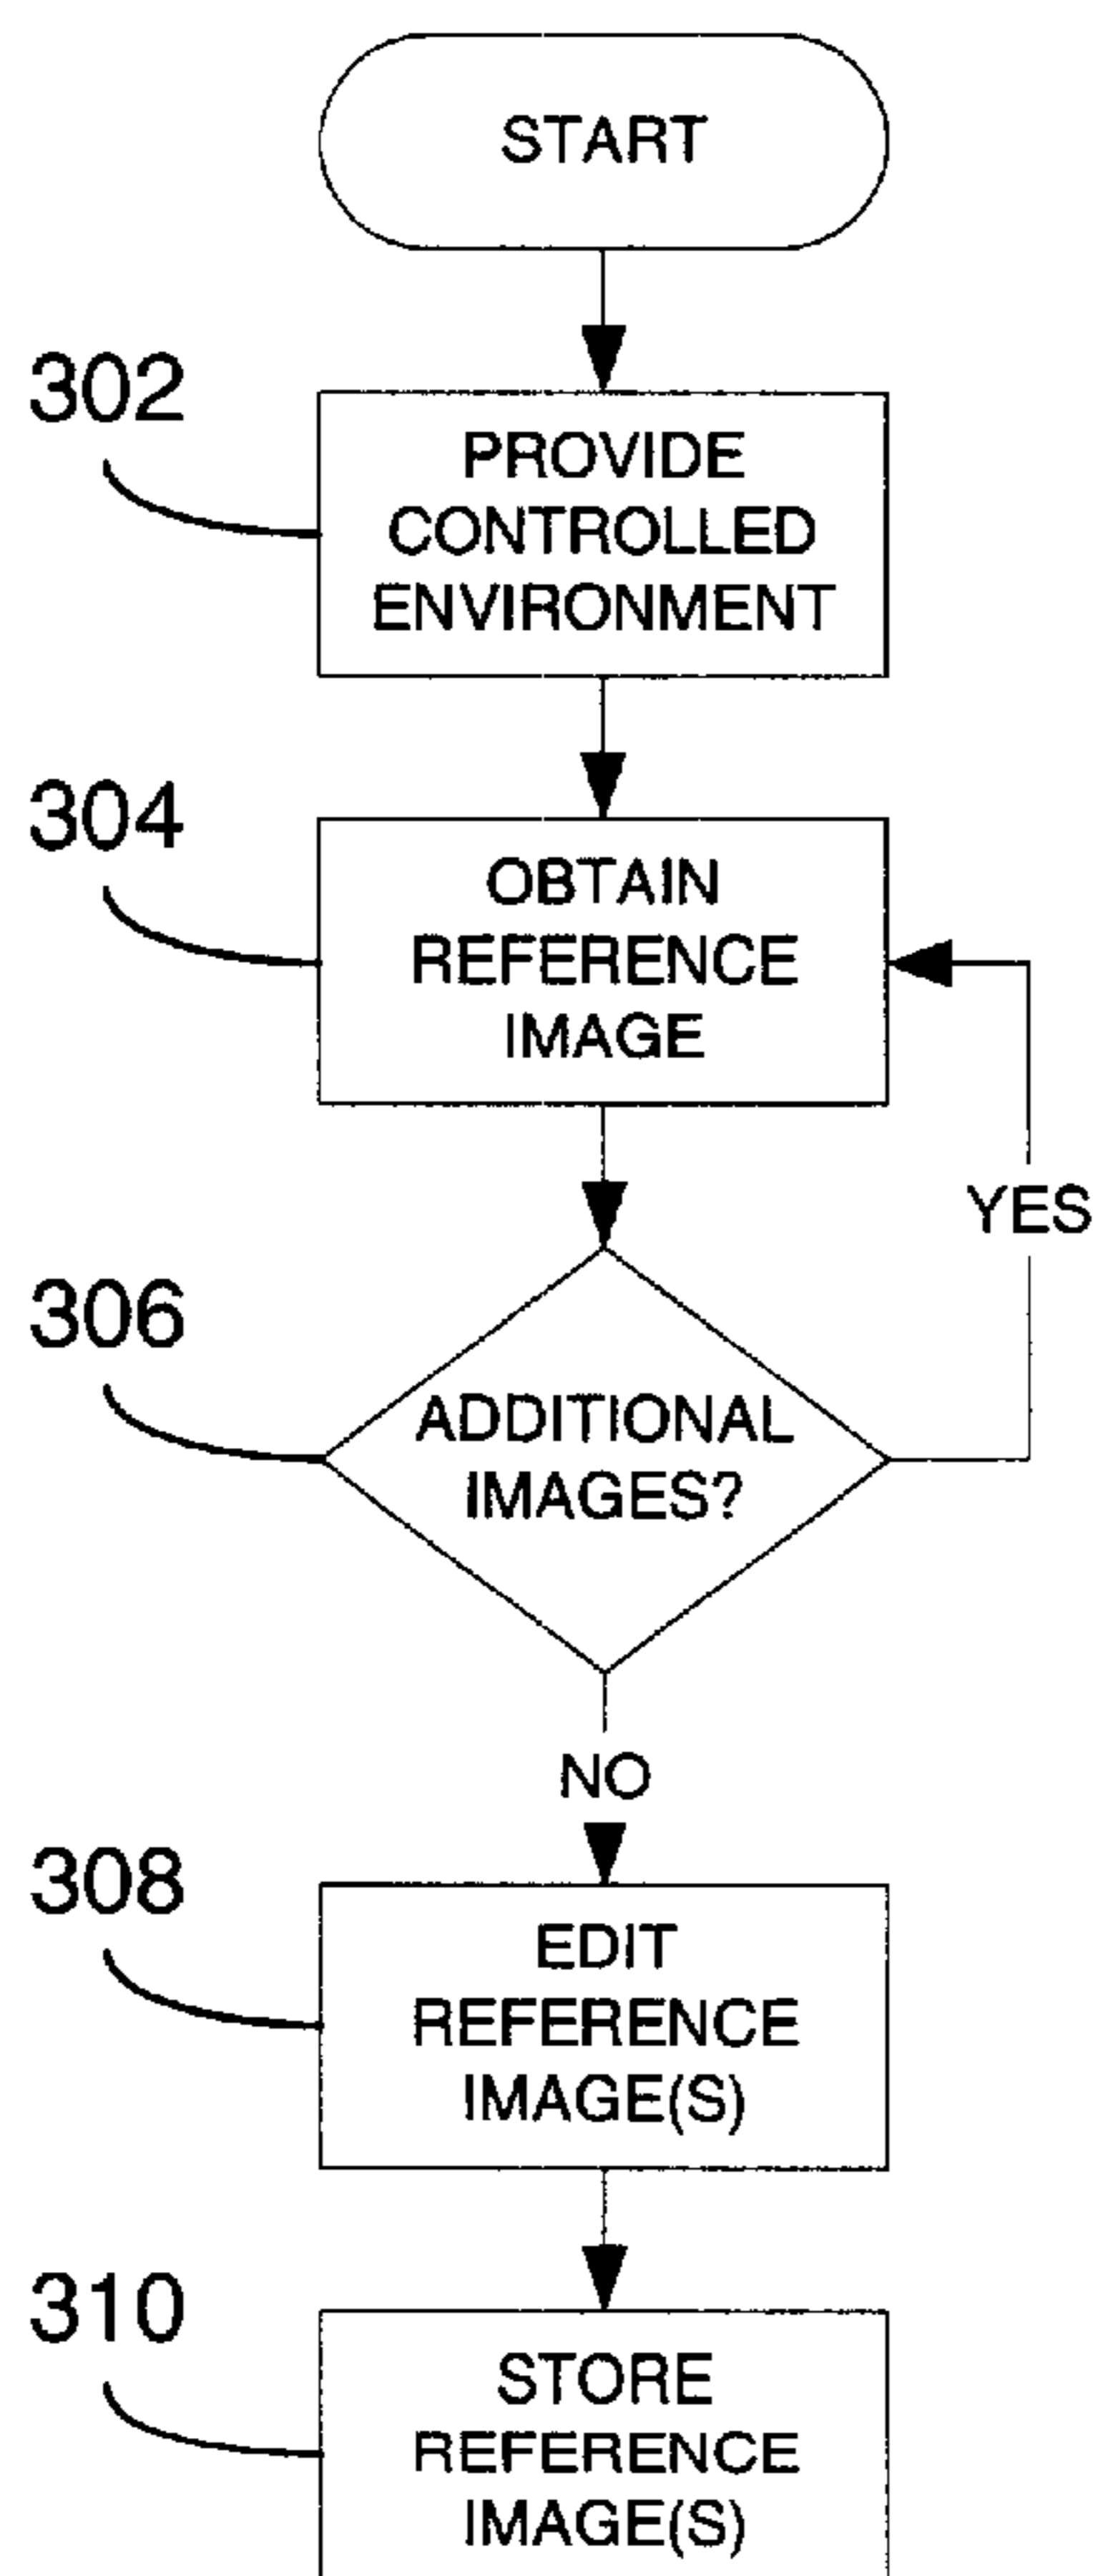 START
302
PROVIDE
CONTROLLED
ENVIRONMENT
304
OBTAIN
REFERENCE
IMAGE
YES
306
ADDITIONAL
IMAGES?
NO
308
EDIT
REFERENCE
IMAGE(S)
310
STORE
REFERENCE
IMAGE(S)